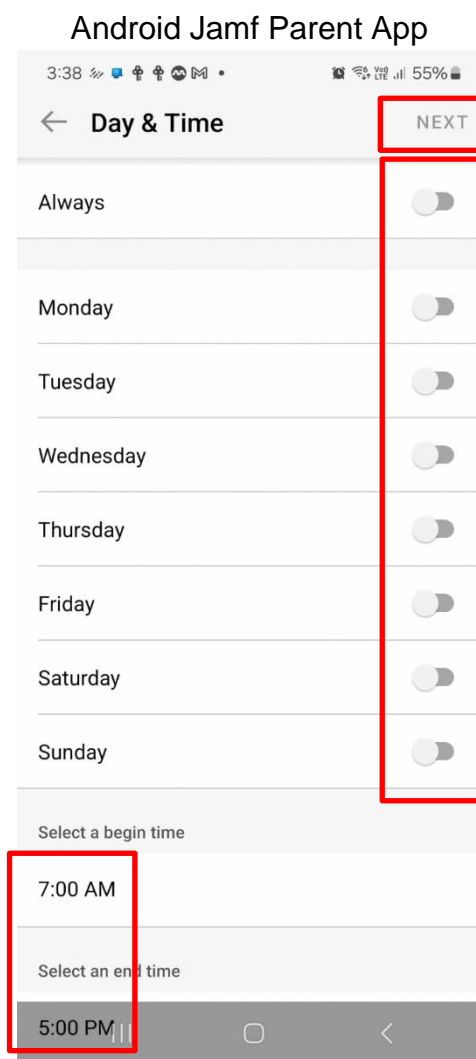 Android Jamf Parent App
3:38 55%
Day & Time NEXT
Always
Monday
Tuesday
Wednesday
Thursday
Friday
Saturday
Sunday
Select a begin time
7:00 AM
Select an end time
5:00 PM